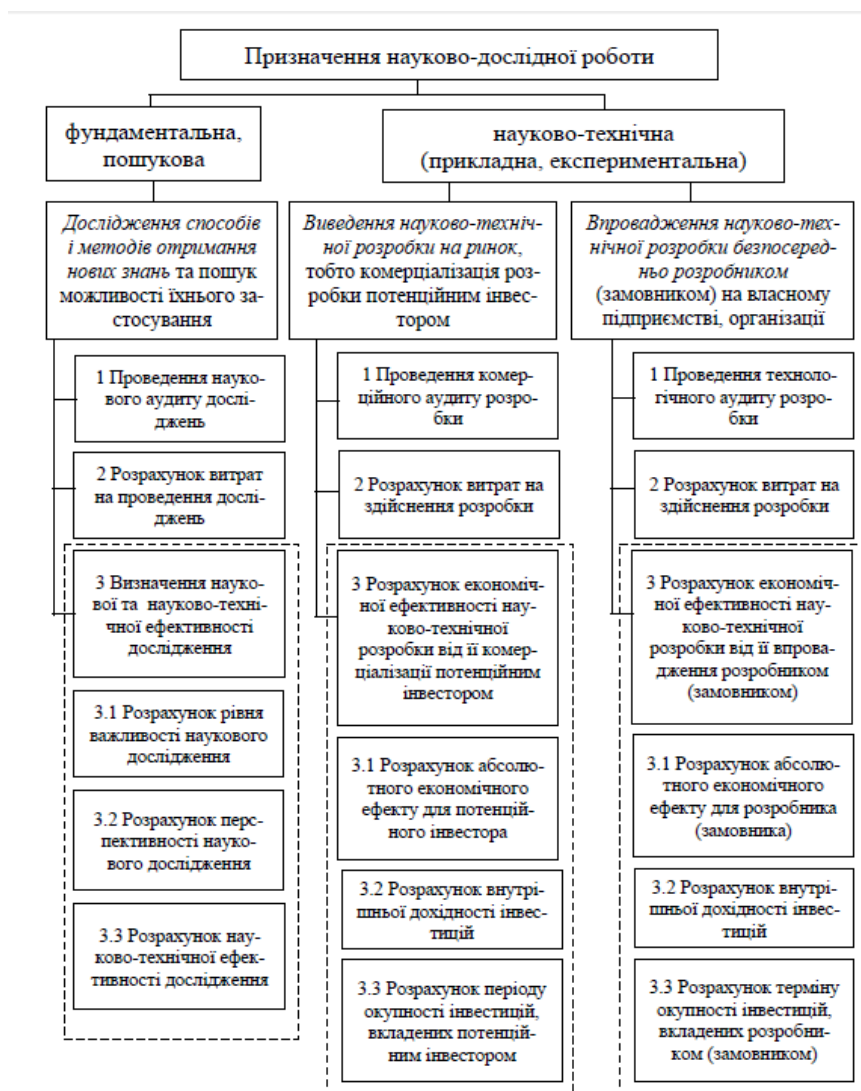 Призначення науково-дослідної роботи
фундаментальна,
пошукова
науково-технічна
(прикладна, експериментальна)
Дослідження способів
і методів отримання
нових знань та пошук
можливості їхнього за-
стосування
Виведення науково-техніч-
ної розробки на ринок,
тобто комерціалізація роз-
робки потенційним інвес-
тором
Впровадження науково-тех-
нічної розробки безпосеред-
ньо розробником
(замовником) на власному
підприємстві, організації
1 Проведення науко-
вого аудиту дослі-
джень
2 Розрахунок витрат
на проведення дослі-
джень
3 Визначення науко-
вої та  науково-техні-
чної ефективності
дослідження
3.1 Розрахунок рівня
важливості наукового
дослідження
3.2 Розрахунок перс-
пективності науко-
вого дослідження
3.3 Розрахунок нау-
ково-технічної ефек-
тивності дослідження
1 Проведення комер-
ційного аудиту розро-
бки
2 Розрахунок витрат на
здійснення розробки
3 Розрахунок економіч-
ної ефективності нау-
ково-технічної
розробки від її комер-
ціалізації потенційним
інвестором
3.1 Розрахунок абсолю-
тного економічного
ефекту для потенцій-
ного інвестора
3.2 Розрахунок внутрі-
шньої дохідності інвес-
тицій
3.3 Розрахунок періоду
окупності інвестицій,
вкладених потенцій-
ним інвестором
1 Проведення техноло-
гічного аудиту розро-
бки
2 Розрахунок витрат на
здійснення розробки
3 Розрахунок економіч-
ної ефективності нау-
ково-технічної
розробки від її впрова-
дження розробником
(замовником)
3.1 Розрахунок абсолю-
тного економічного
ефекту для розробника
(замовника)
3.2 Розрахунок внутрі-
шньої дохідності інвес-
тицій
3.3 Розрахунок терміну
окупності інвестицій,
вкладених розробни-
ком (замовником)